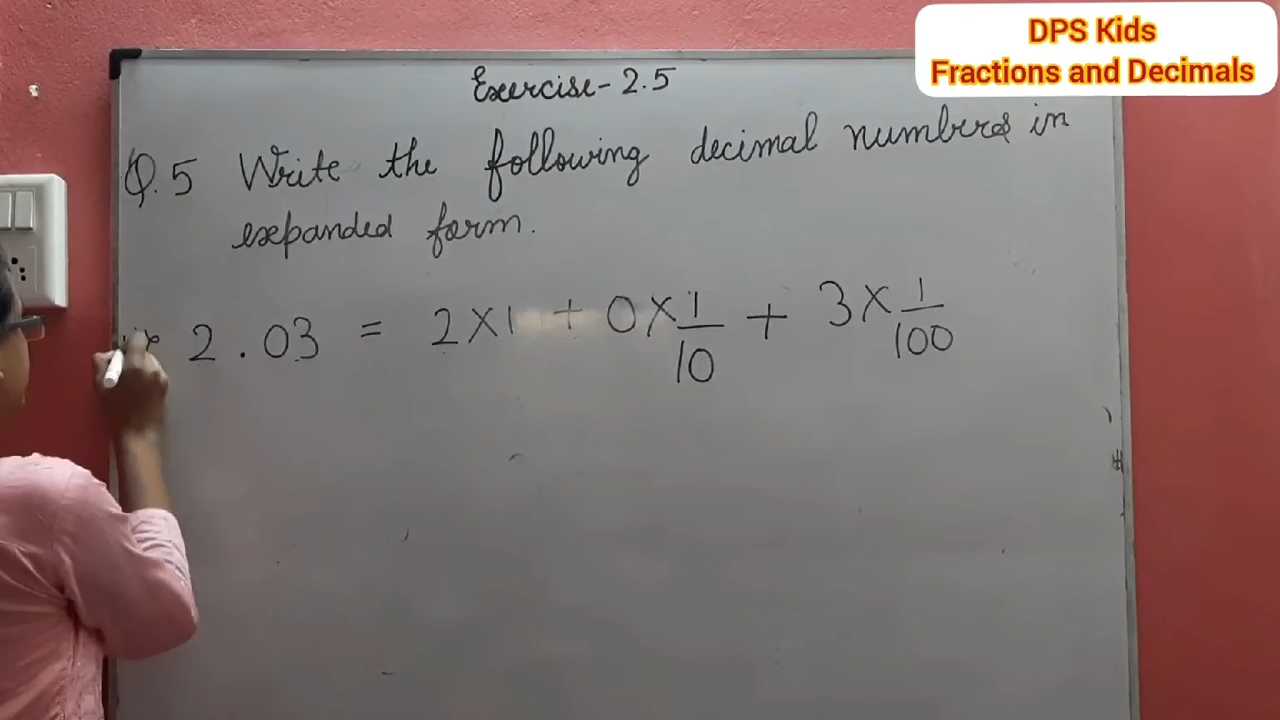 DPS Kids
Fractions and Decimals
Exercise - 2.5
Q.5 Write the following decimal numbers in
expanded form.
2.03 = 2 × 1 + 0 × 1/10 + 3 × 1/100